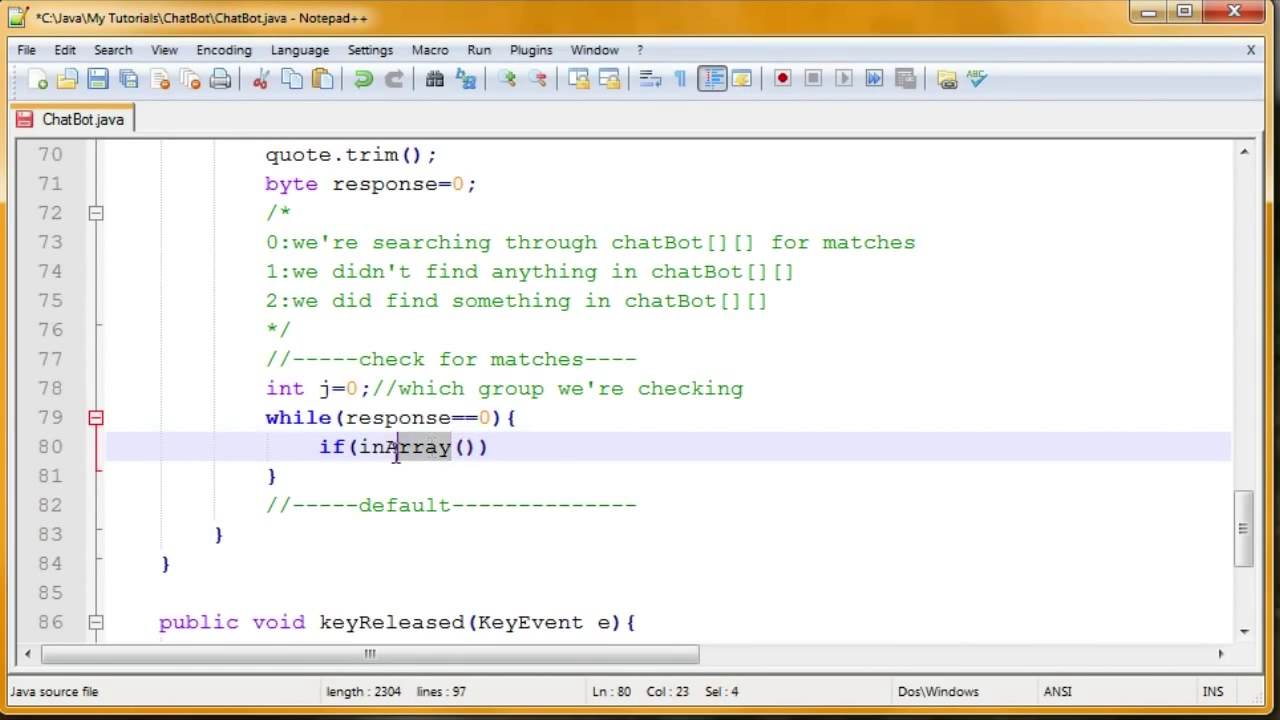 *C:\Java\My Tutorials\ChatBot\ChatBot.java - Notepad++
File Edit Search View Encoding Language Settings Macro Run Plugins Window ? X
ABC
ChatBot.java
70 quote.trim();
71 byte response=0;
72 /*
73 0:we're searching through chatBot[][] for matches
74 1:we didn't find anything in chatBot[][]
75 2:we did find something in chatBot[][]
76 */
77 //-----check for matches----
78 int j=0;//which group we're checking
79 while(response==0){
80 if(inArray())
81 }
82 //-----default--------------
83 }
84 }
85
86 public void keyReleased(KeyEvent e){
Java source file length : 2304 lines : 97 Ln : 80 Col : 23 Sel : 4 Dos\Windows ANSI INS